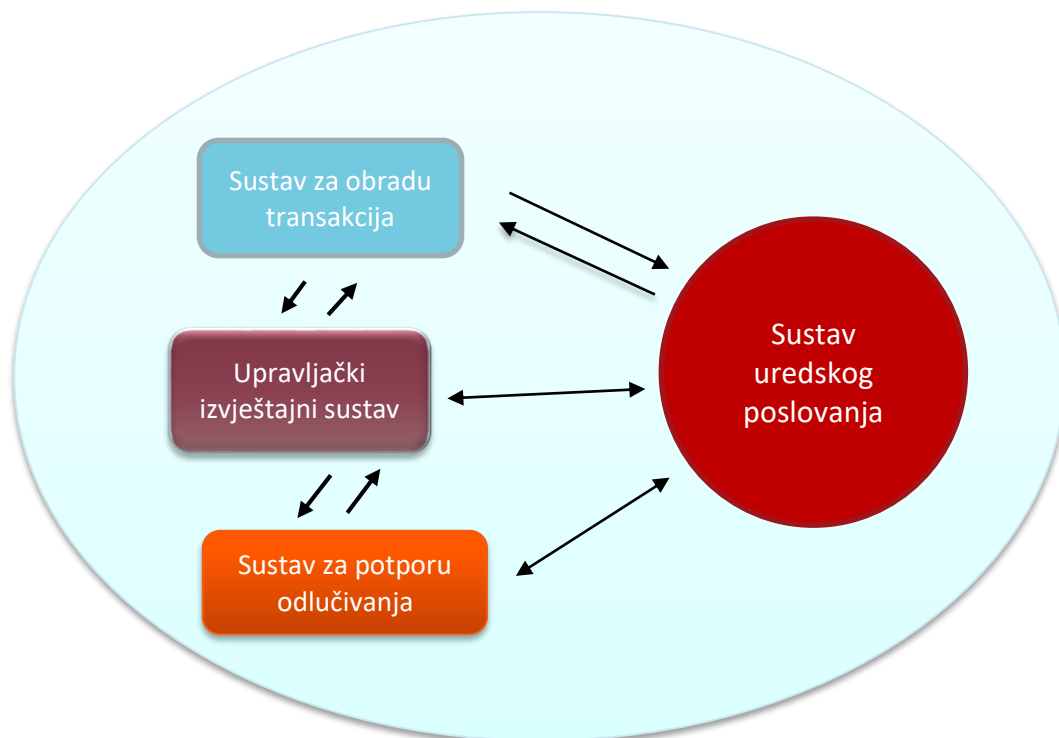 Sustav za obradu
transakcija
Upravljački
izvještajni sustav
Sustav za potporu
odlučivanja
Sustav
uredskog
poslovanja